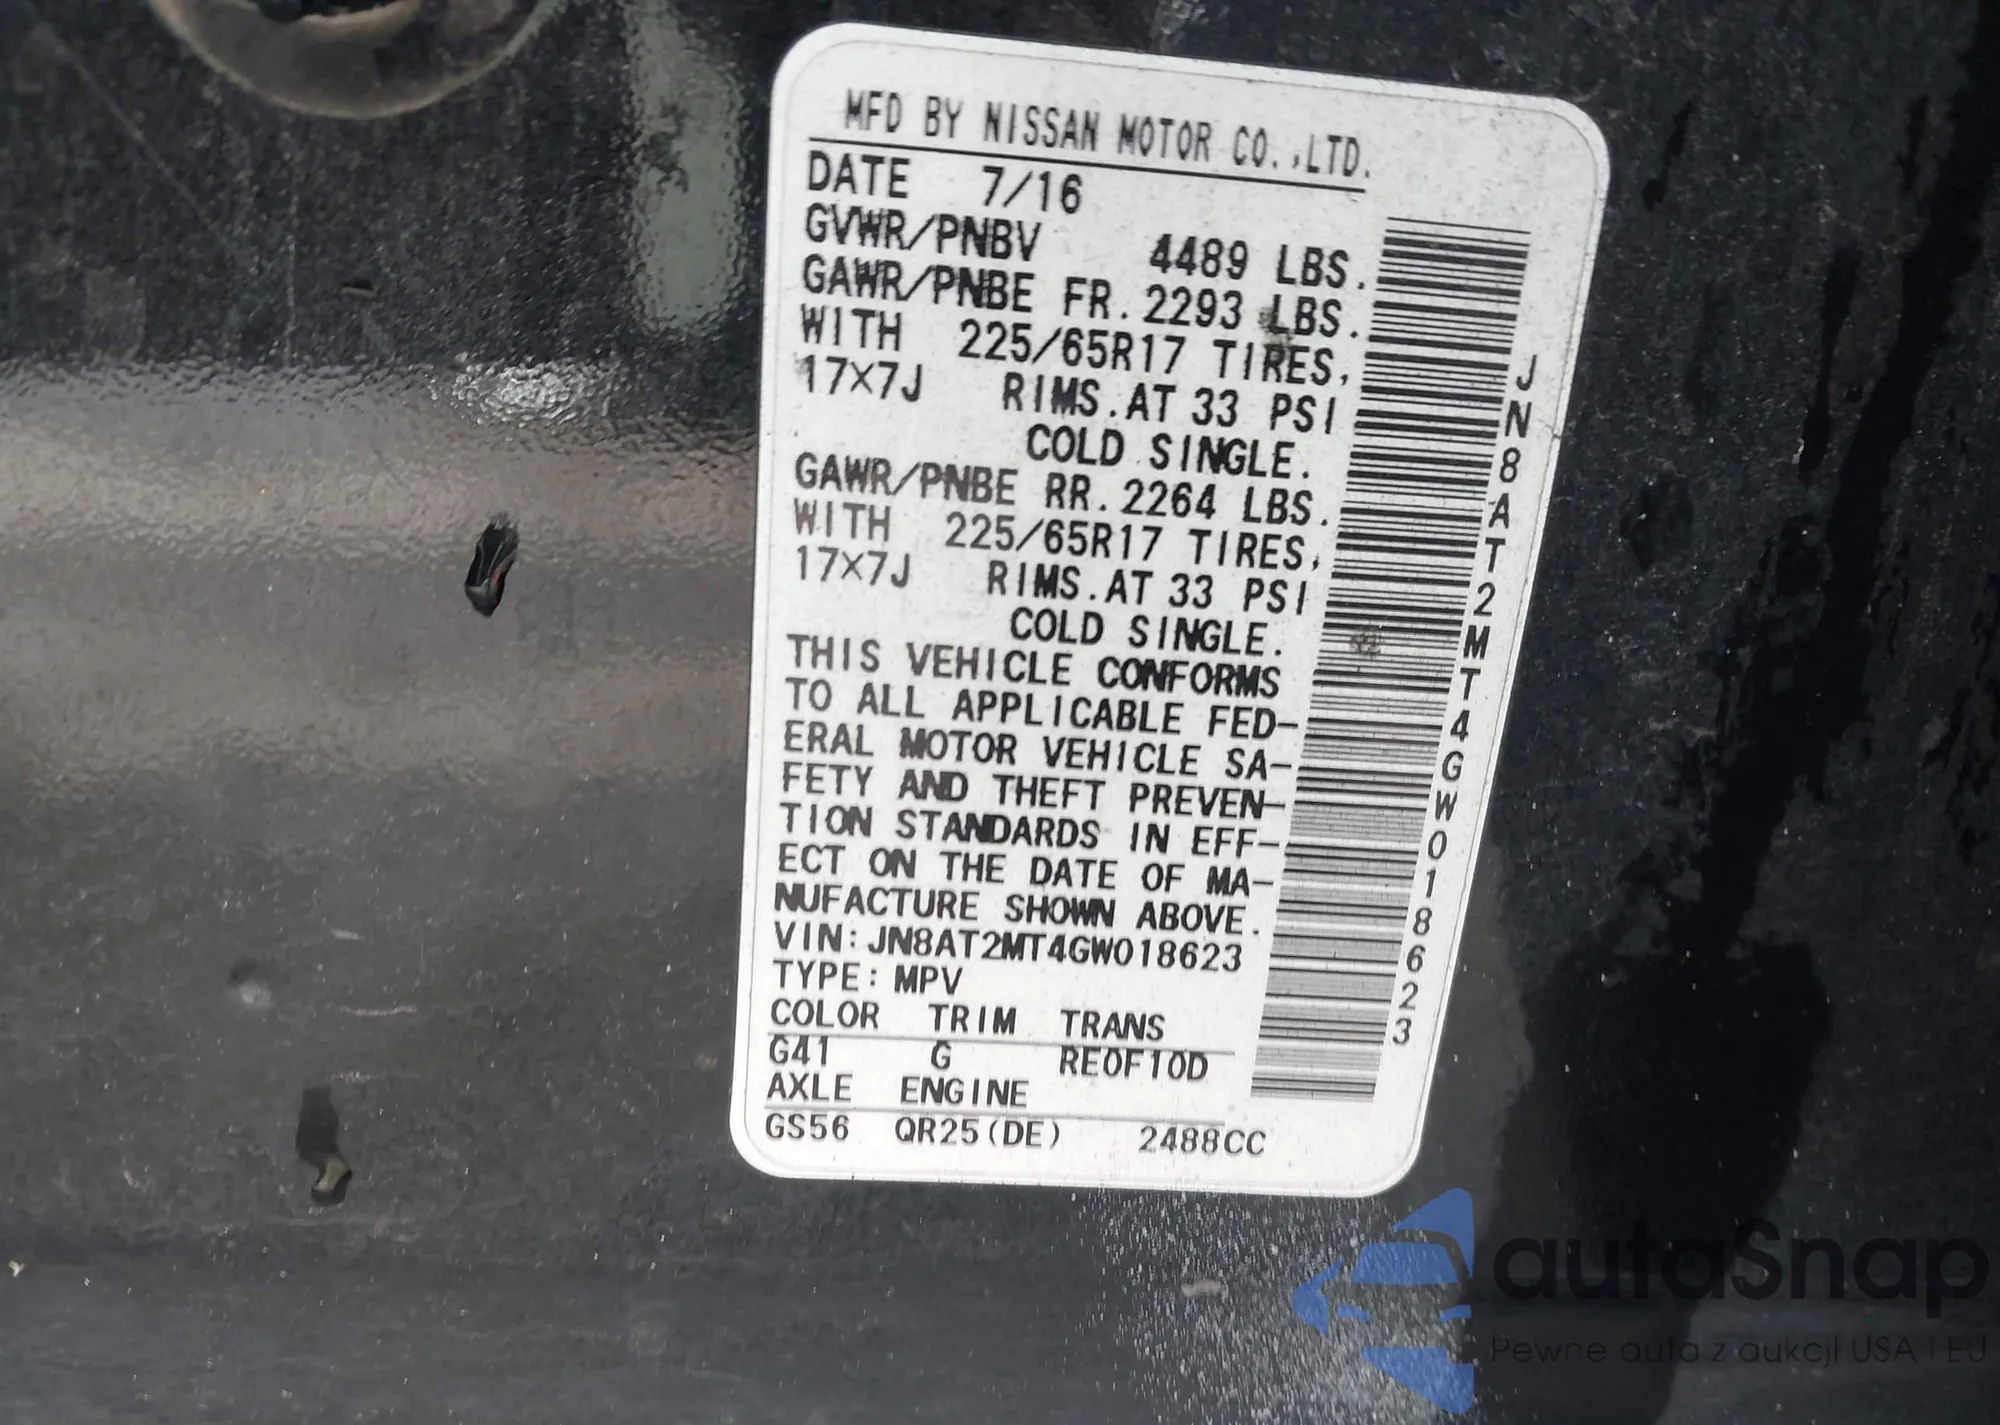 MFD BY NISSAN MOTOR CO.,LTD.
DATE 7/16
GVWR/PNBV 4489 LBS.
GAWR/PNBE FR.2293 LBS.
WITH 225/65R17 TIRES,
17×7J RIMS.AT 33 PSI
COLD SINGLE.
GAWR/PNBE RR.2264 LBS.
WITH 225/65R17 TIRES,
17×7J RIMS.AT 33 PSI
COLD SINGLE.
THIS VEHICLE CONFORMS
TO ALL APPLICABLE FED-
ERAL MOTOR VEHICLE SA-
FETY AND THEFT PREVEN-
TION STANDARDS IN EFF-
ECT ON THE DATE OF MA-
NUFACTURE SHOWN ABOVE.
VIN:JN8AT2MT4GW018623
TYPE:MPV
COLOR TRIM TRANS
G41 G RE0F10D
AXLE ENGINE
GS56 QR25(DE) 2488CC
JN8AT2MT4GW018623
autaSnap
Pewne auta z aukcji USA i EU